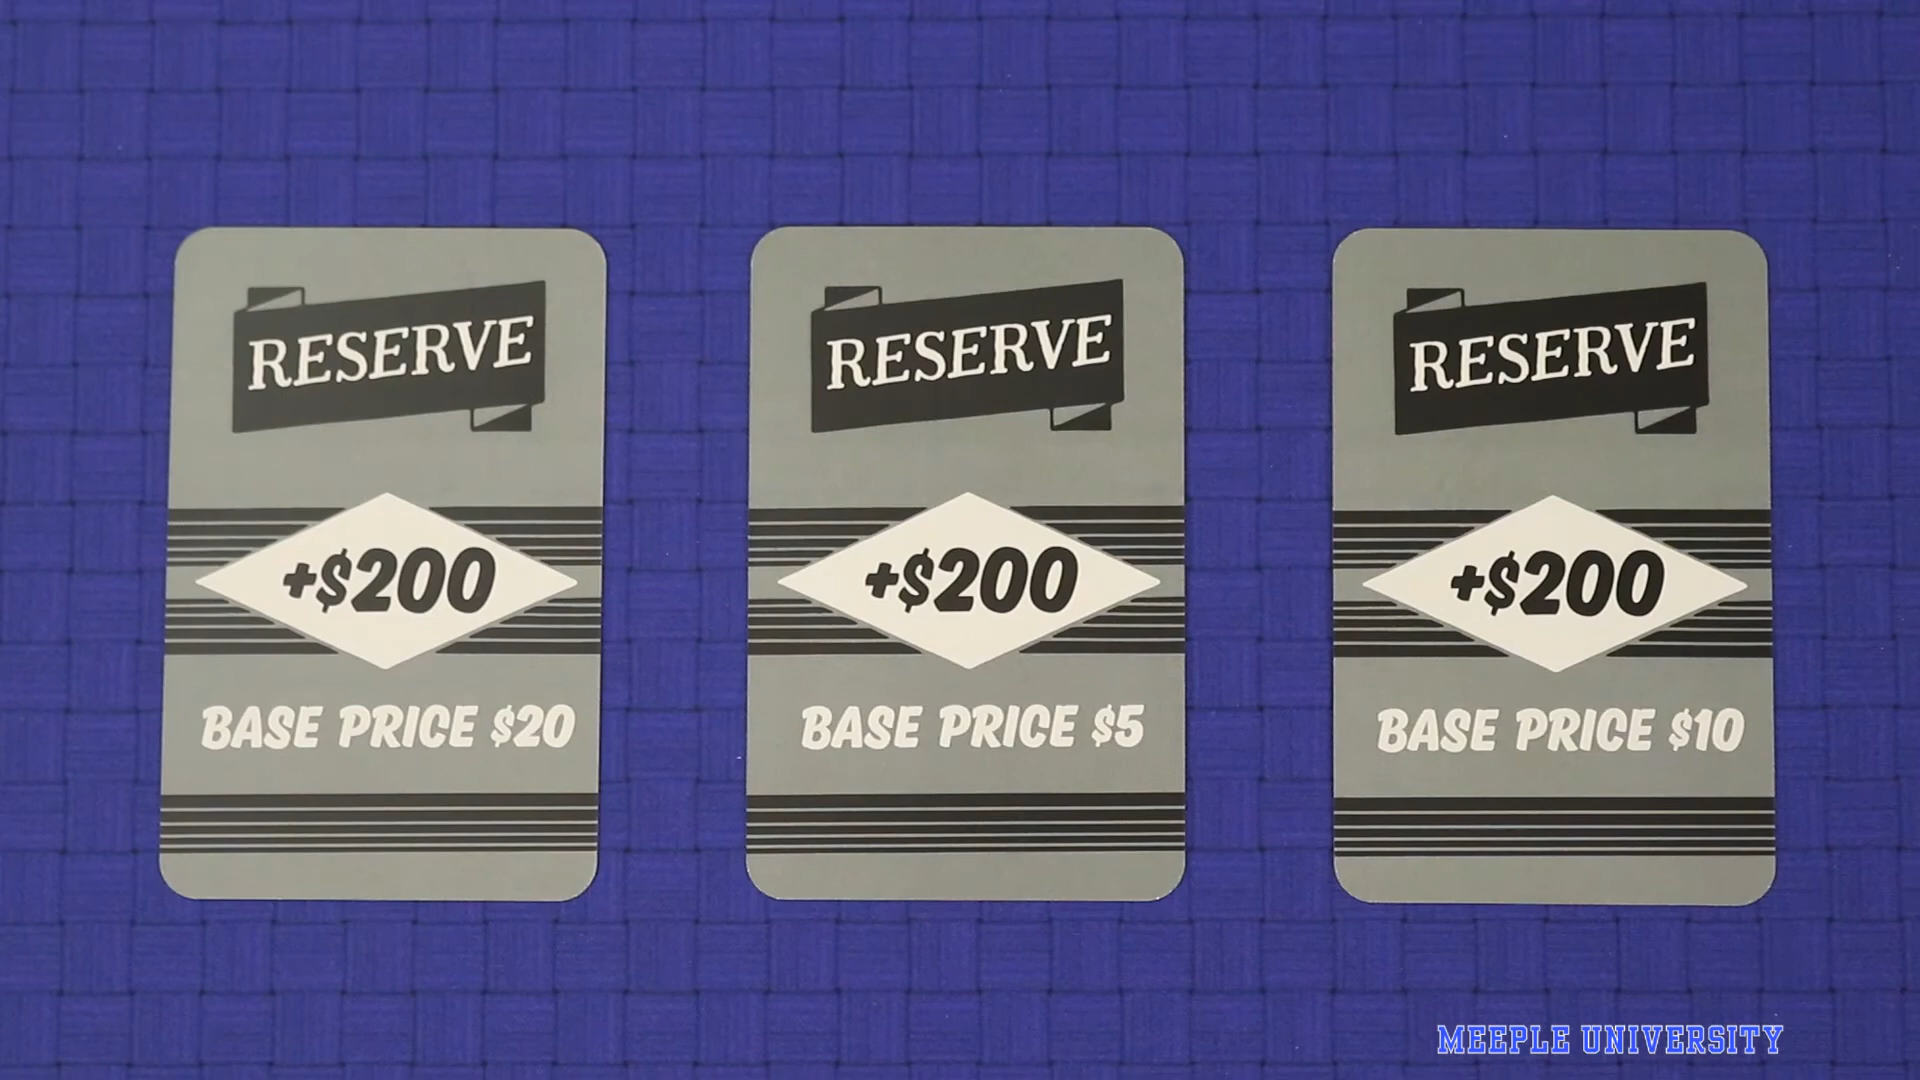 RESERVE
+$200
BASE PRICE $20
RESERVE
+$200
BASE PRICE $5
RESERVE
+$200
BASE PRICE $10
MEEPLE UNIVERSITY